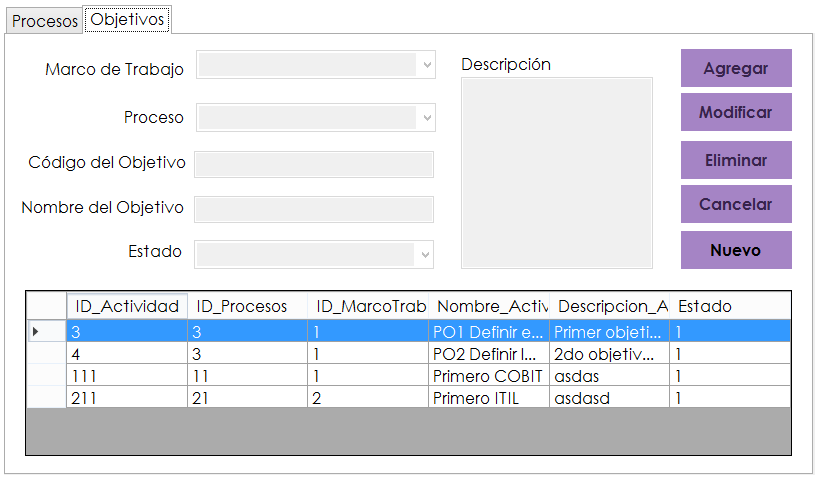 Procesos Objetivos
Marco de Trabajo
Descripción
Agregar
Proceso
Modificar
Código del Objetivo
Eliminar
Nombre del Objetivo
Cancelar
Estado
Nuevo
ID_Actividad ID_Procesos ID_MarcoTrab Nombre_Activ Descripcion_A Estado
3 3 1 PO1 Definir e... Primer objeti... 1
4 3 1 PO2 Definir l... 2do objetiv... 1
111 11 1 Primero COBIT asdas 1
211 21 2 Primero ITIL asdasd 1